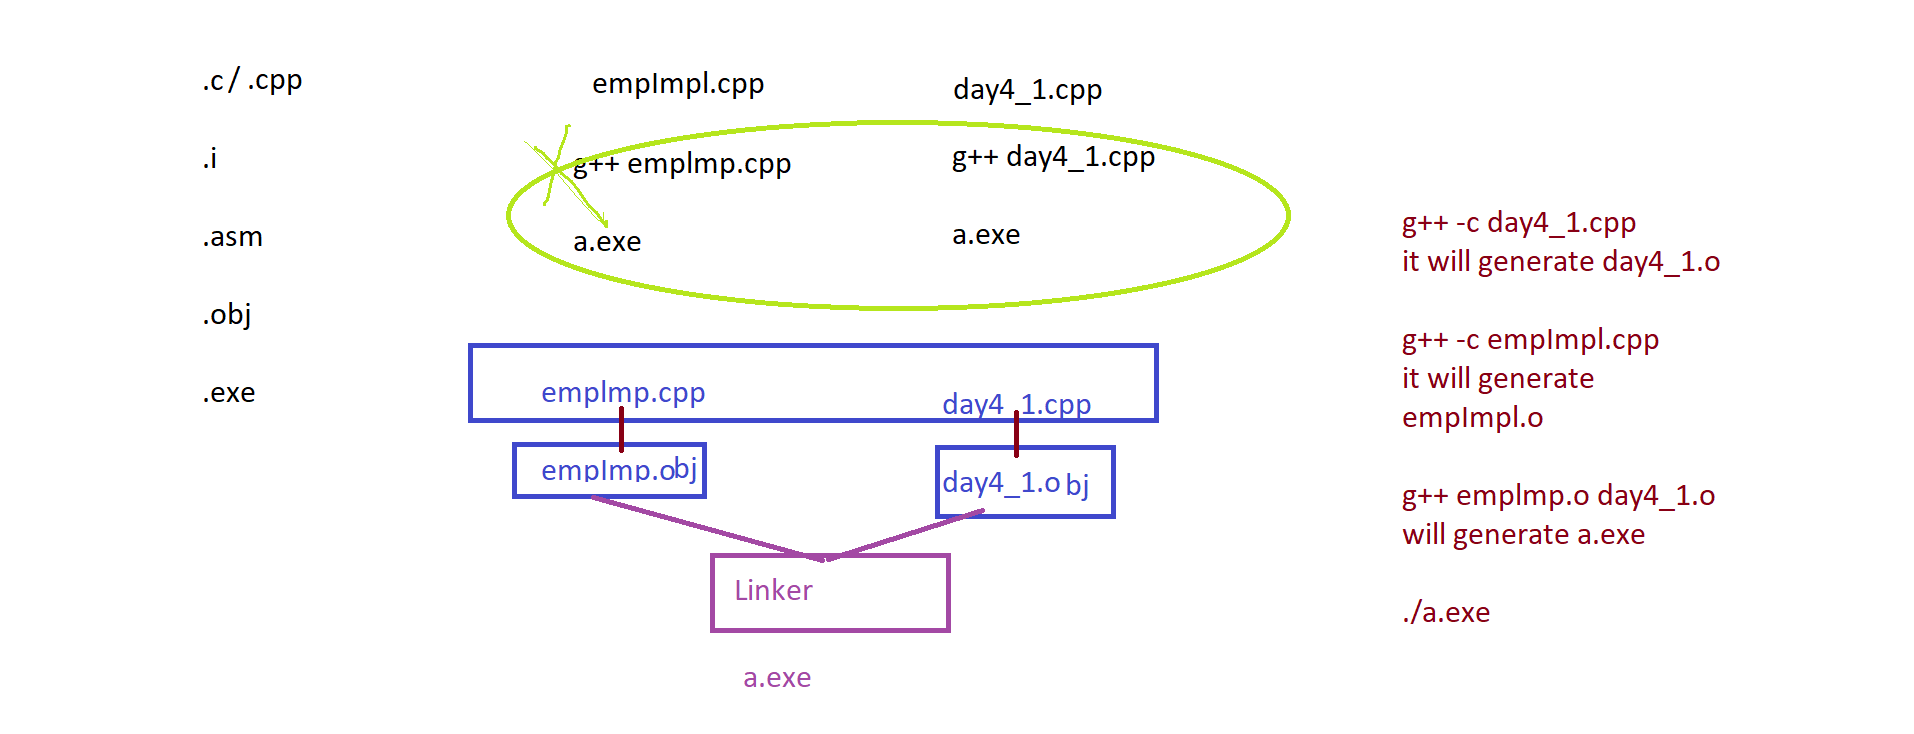 .c / .cpp
.i
.asm
.obj
.exe
empImpl.cpp
day4_1.cpp
g++ empImp.cpp
g++ day4_1.cpp
a.exe
a.exe
empImp.cpp
day4_1.cpp
empImp.obj
day4_1.o bj
Linker
a.exe
g++ -c day4_1.cpp
it will generate day4_1.o
g++ -c empImpl.cpp
it will generate
empImpl.o
g++ empImp.o day4_1.o
will generate a.exe
./a.exe